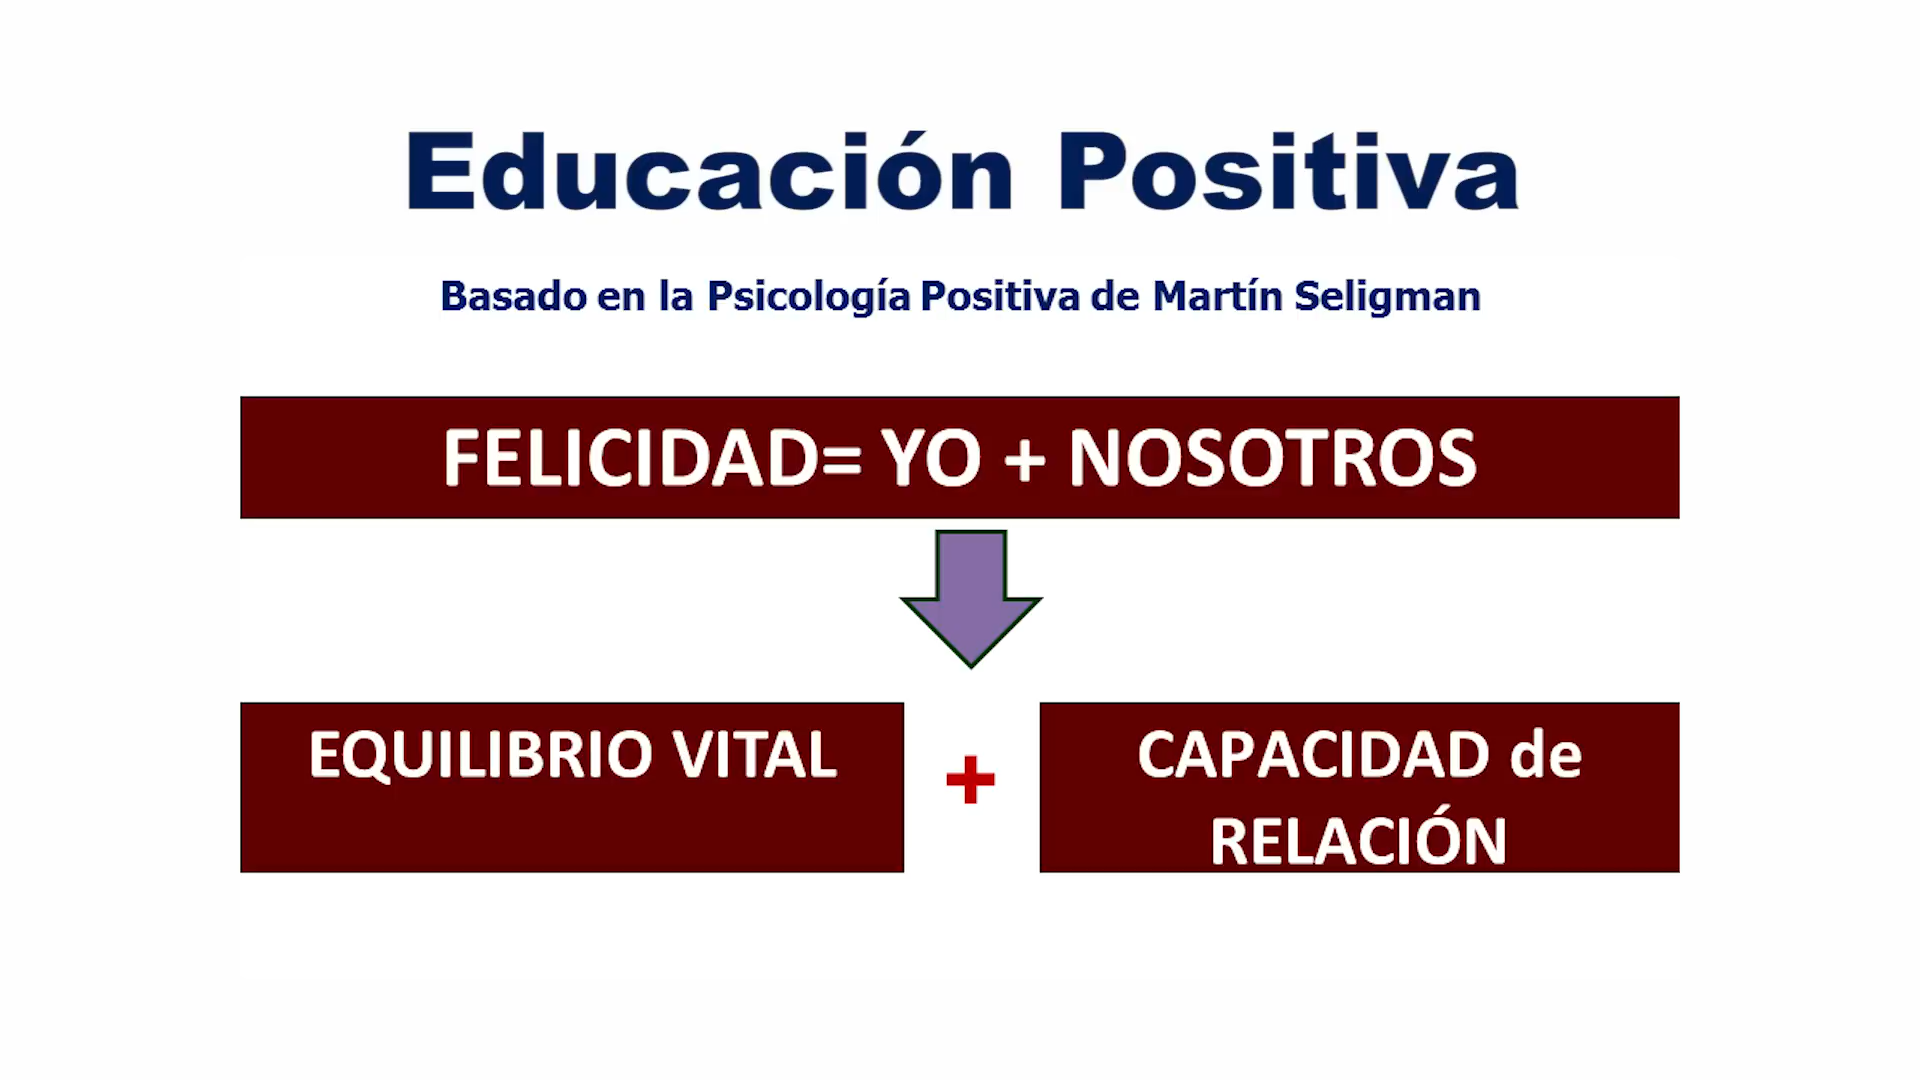 Educación Positiva
Basado en la Psicología Positiva de Martín Seligman
FELICIDAD= YO + NOSOTROS
EQUILIBRIO VITAL
+
CAPACIDAD de
RELACIÓN